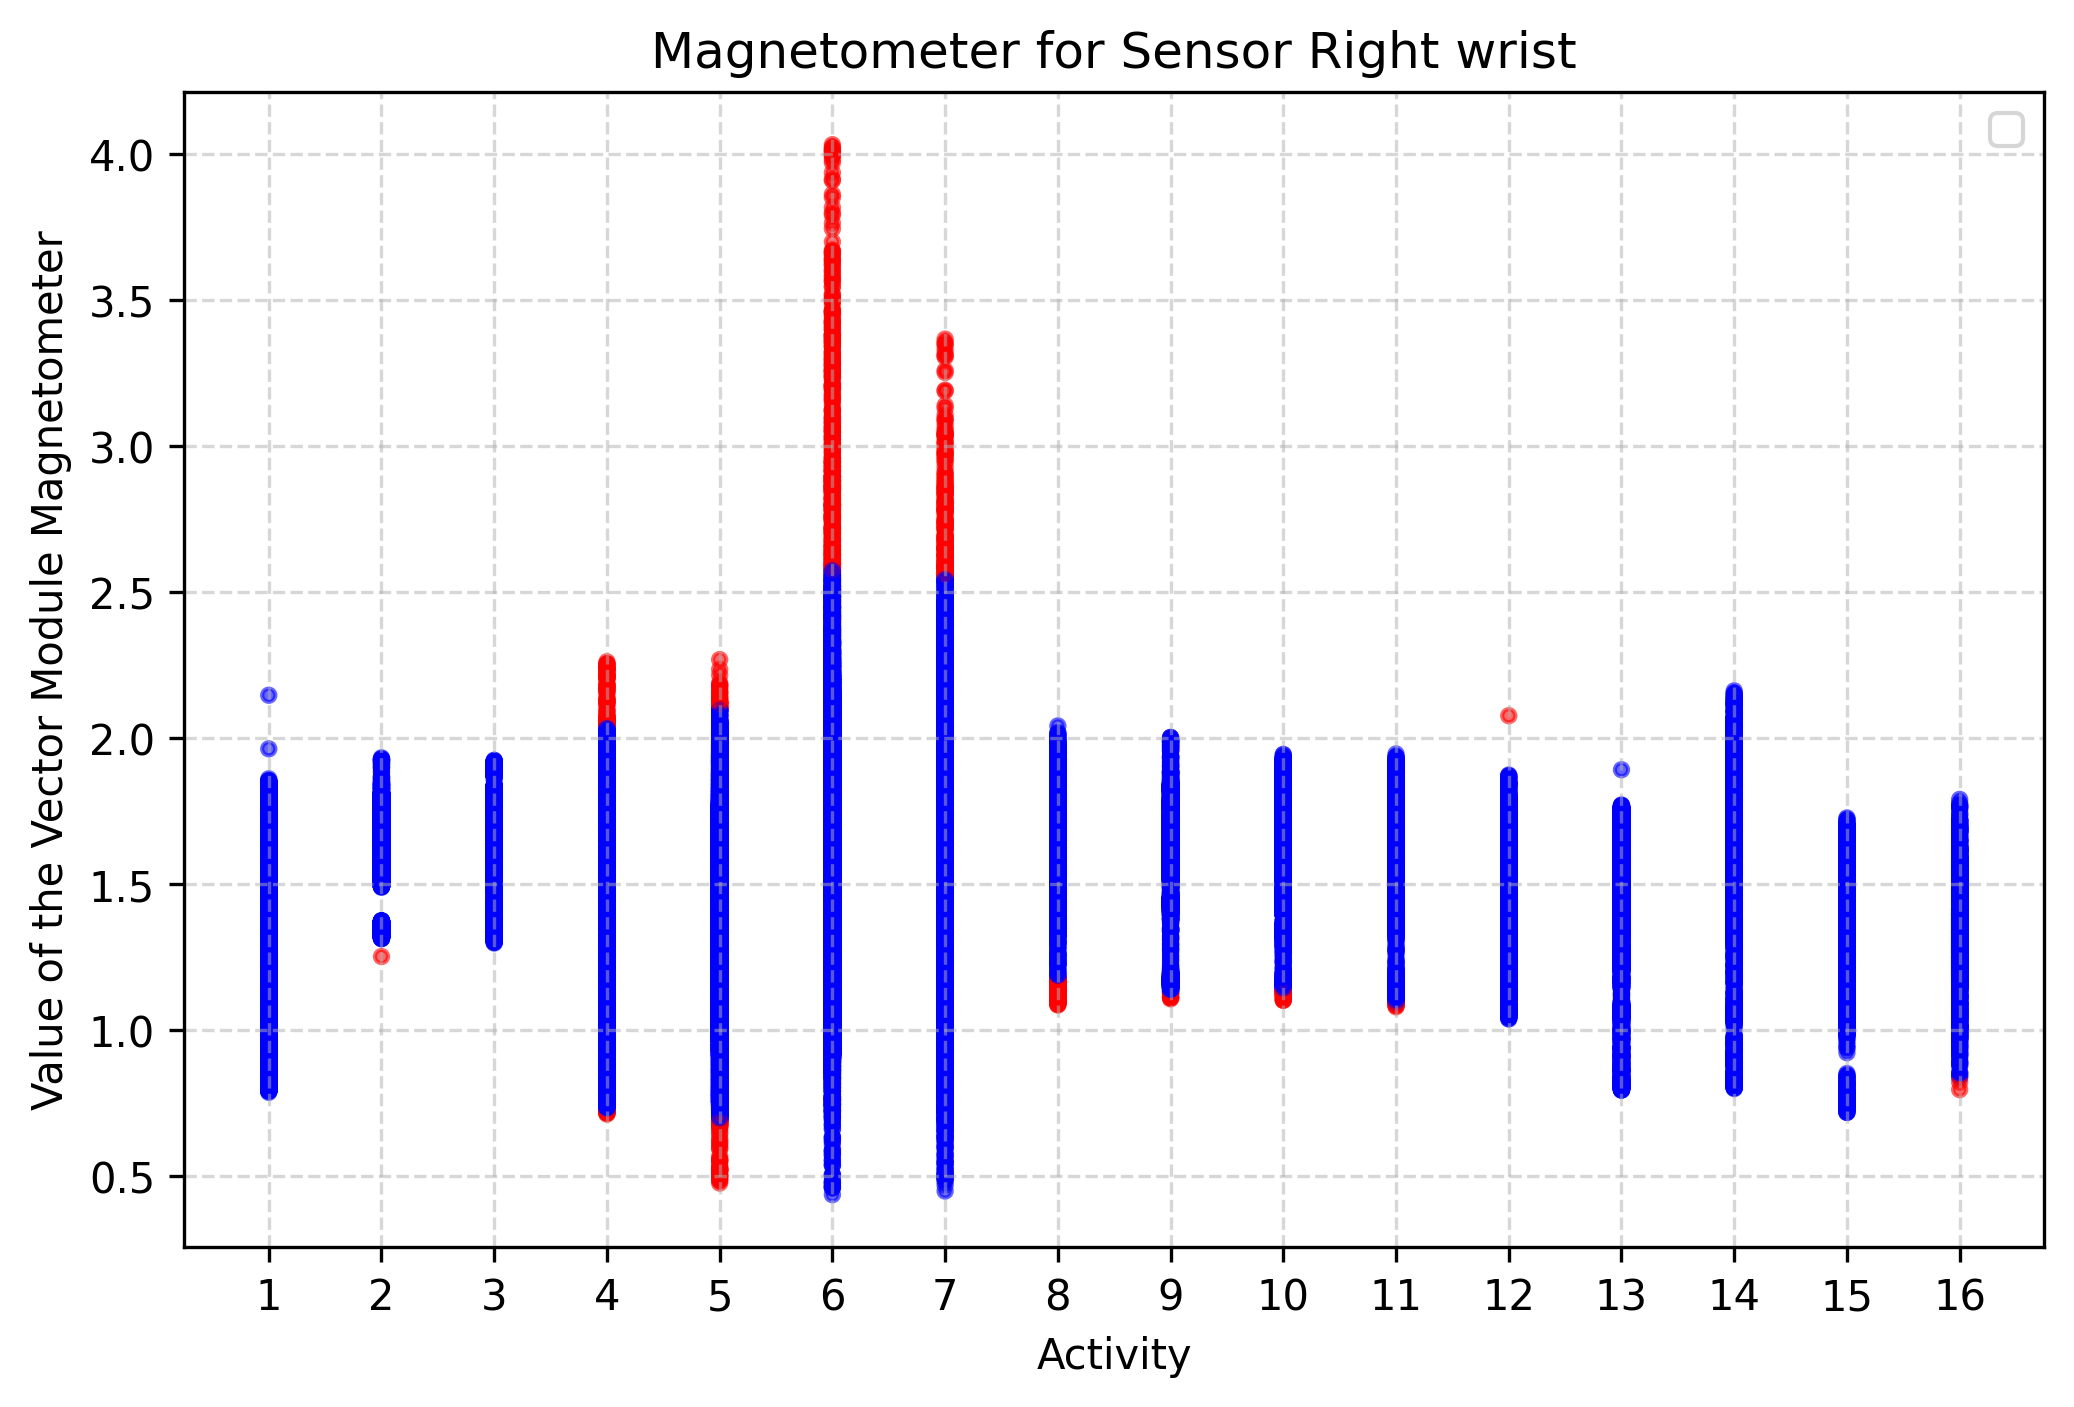 Magnetometer for Sensor Right wrist
Value of the Vector Module Magnetometer
4.0
3.5
3.0
2.5
2.0
1.5
1.0
0.5
1 2 3 4 5 6 7 8 9 10 11 12 13 14 15 16
Activity